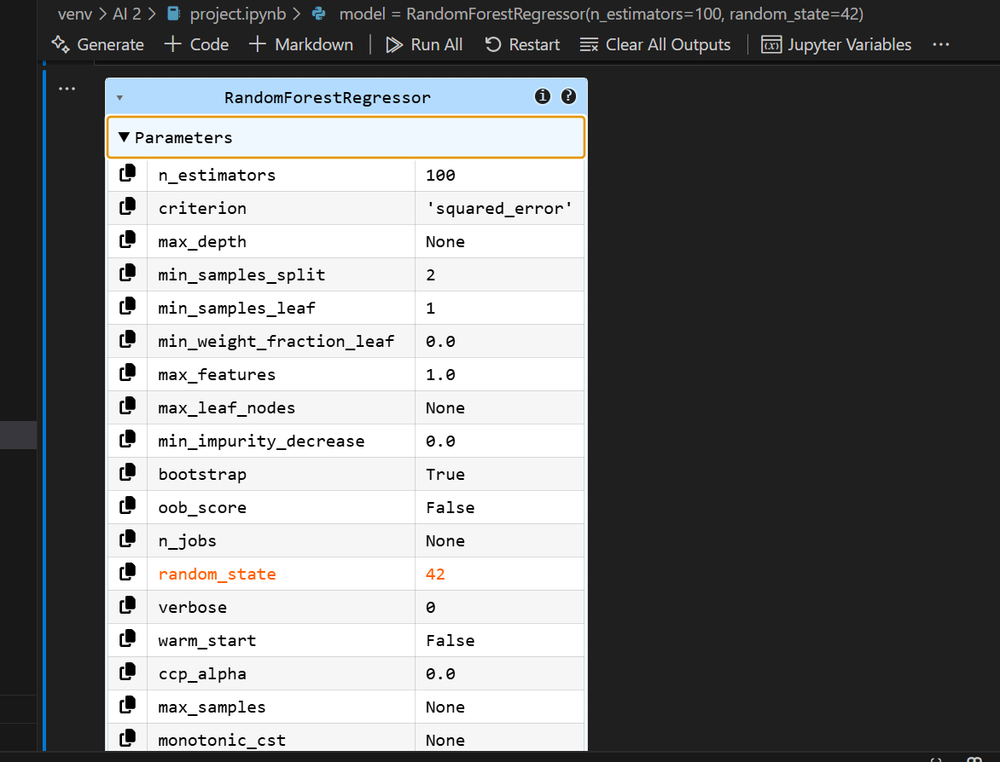 venv > AI 2 > project.ipynb > model = RandomForestRegressor(n_estimators=100, random_state=42)
Generate + Code + Markdown | Run All Restart Clear All Outputs | Jupyter Variables ...
...
RandomForestRegressor i ?
▼ Parameters
n_estimators 100
criterion 'squared_error'
max_depth None
min_samples_split 2
min_samples_leaf 1
min_weight_fraction_leaf 0.0
max_features 1.0
max_leaf_nodes None
min_impurity_decrease 0.0
bootstrap True
oob_score False
n_jobs None
random_state 42
verbose 0
warm_start False
ccp_alpha 0.0
max_samples None
monotonic_cst None